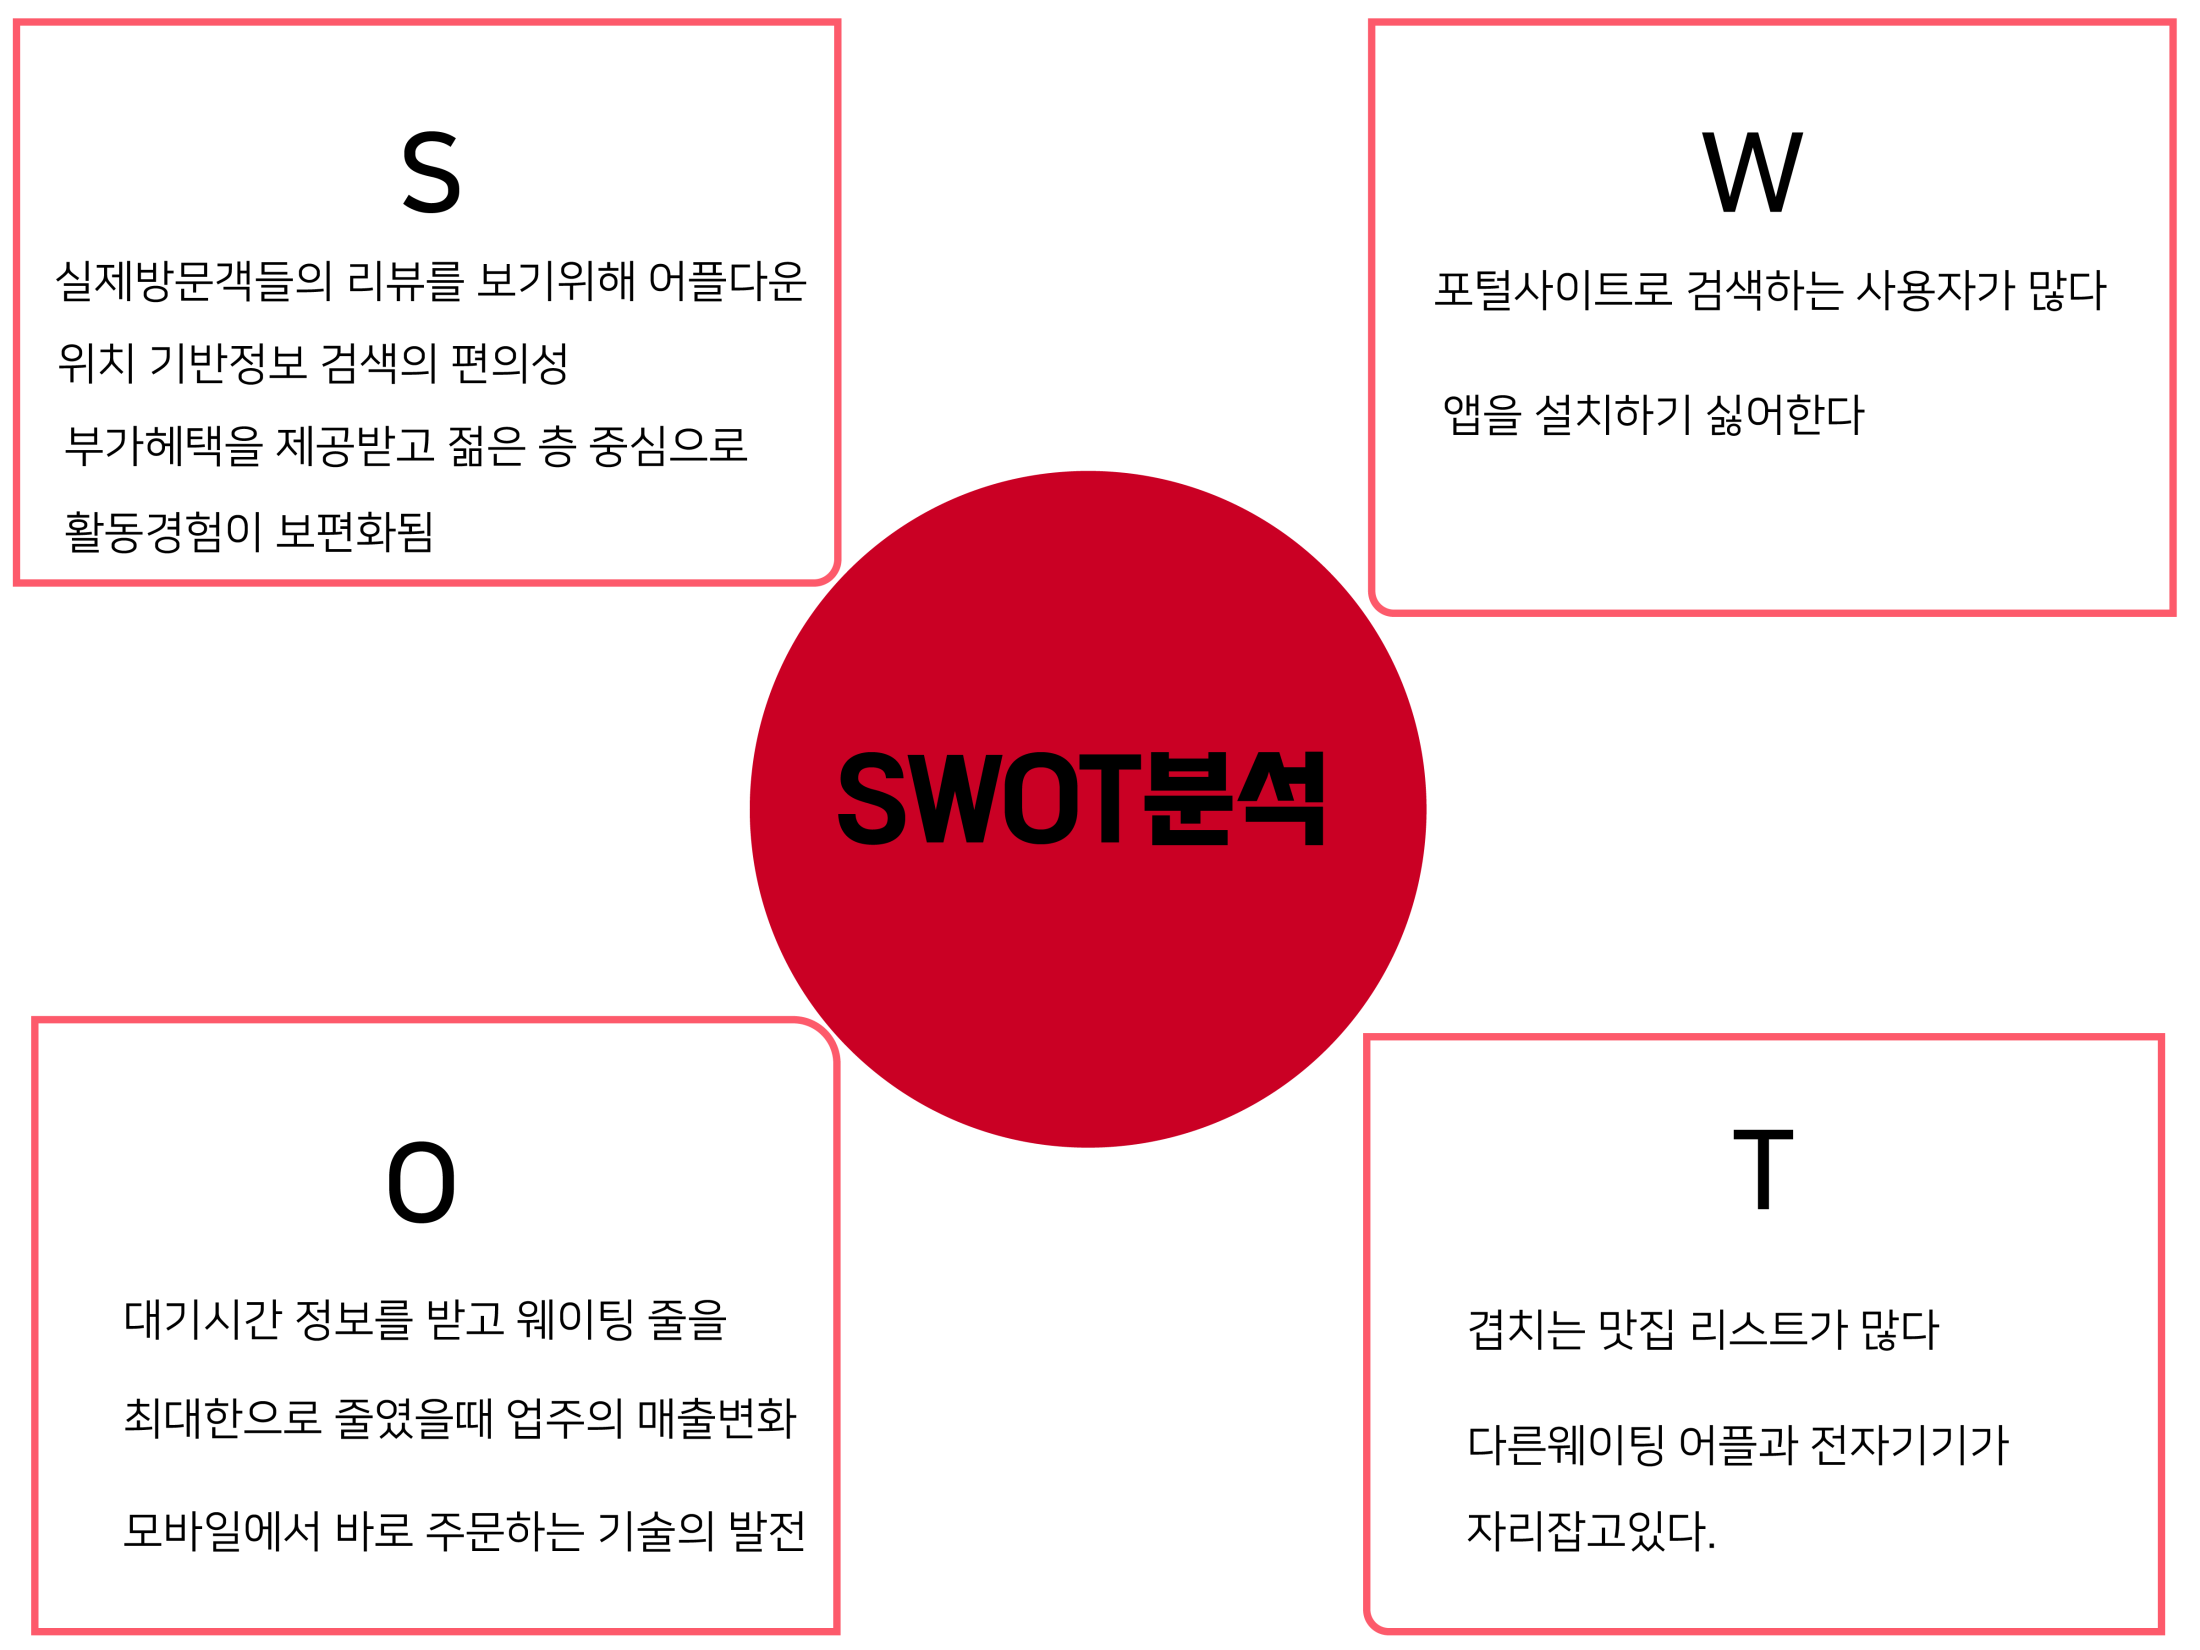 S
실제방문객들의 리뷰를 보기위해 어플다운
위치 기반정보 검색의 편의성
부가혜택을 제공받고 젊은 층 중심으로
활동경험이 보편화됨
W
포털사이트로 검색하는 사용자가 많다
앱을 설치하기 싫어한다
SWOT분석
O
대기시간 정보를 받고 웨이팅 줄을
최대한으로 줄였을때 업주의 매출변화
모바일에서 바로 주문하는 기술의 발전
T
겹치는 맛집 리스트가 많다
다른웨이팅 어플과 전자기기가
자리잡고있다.